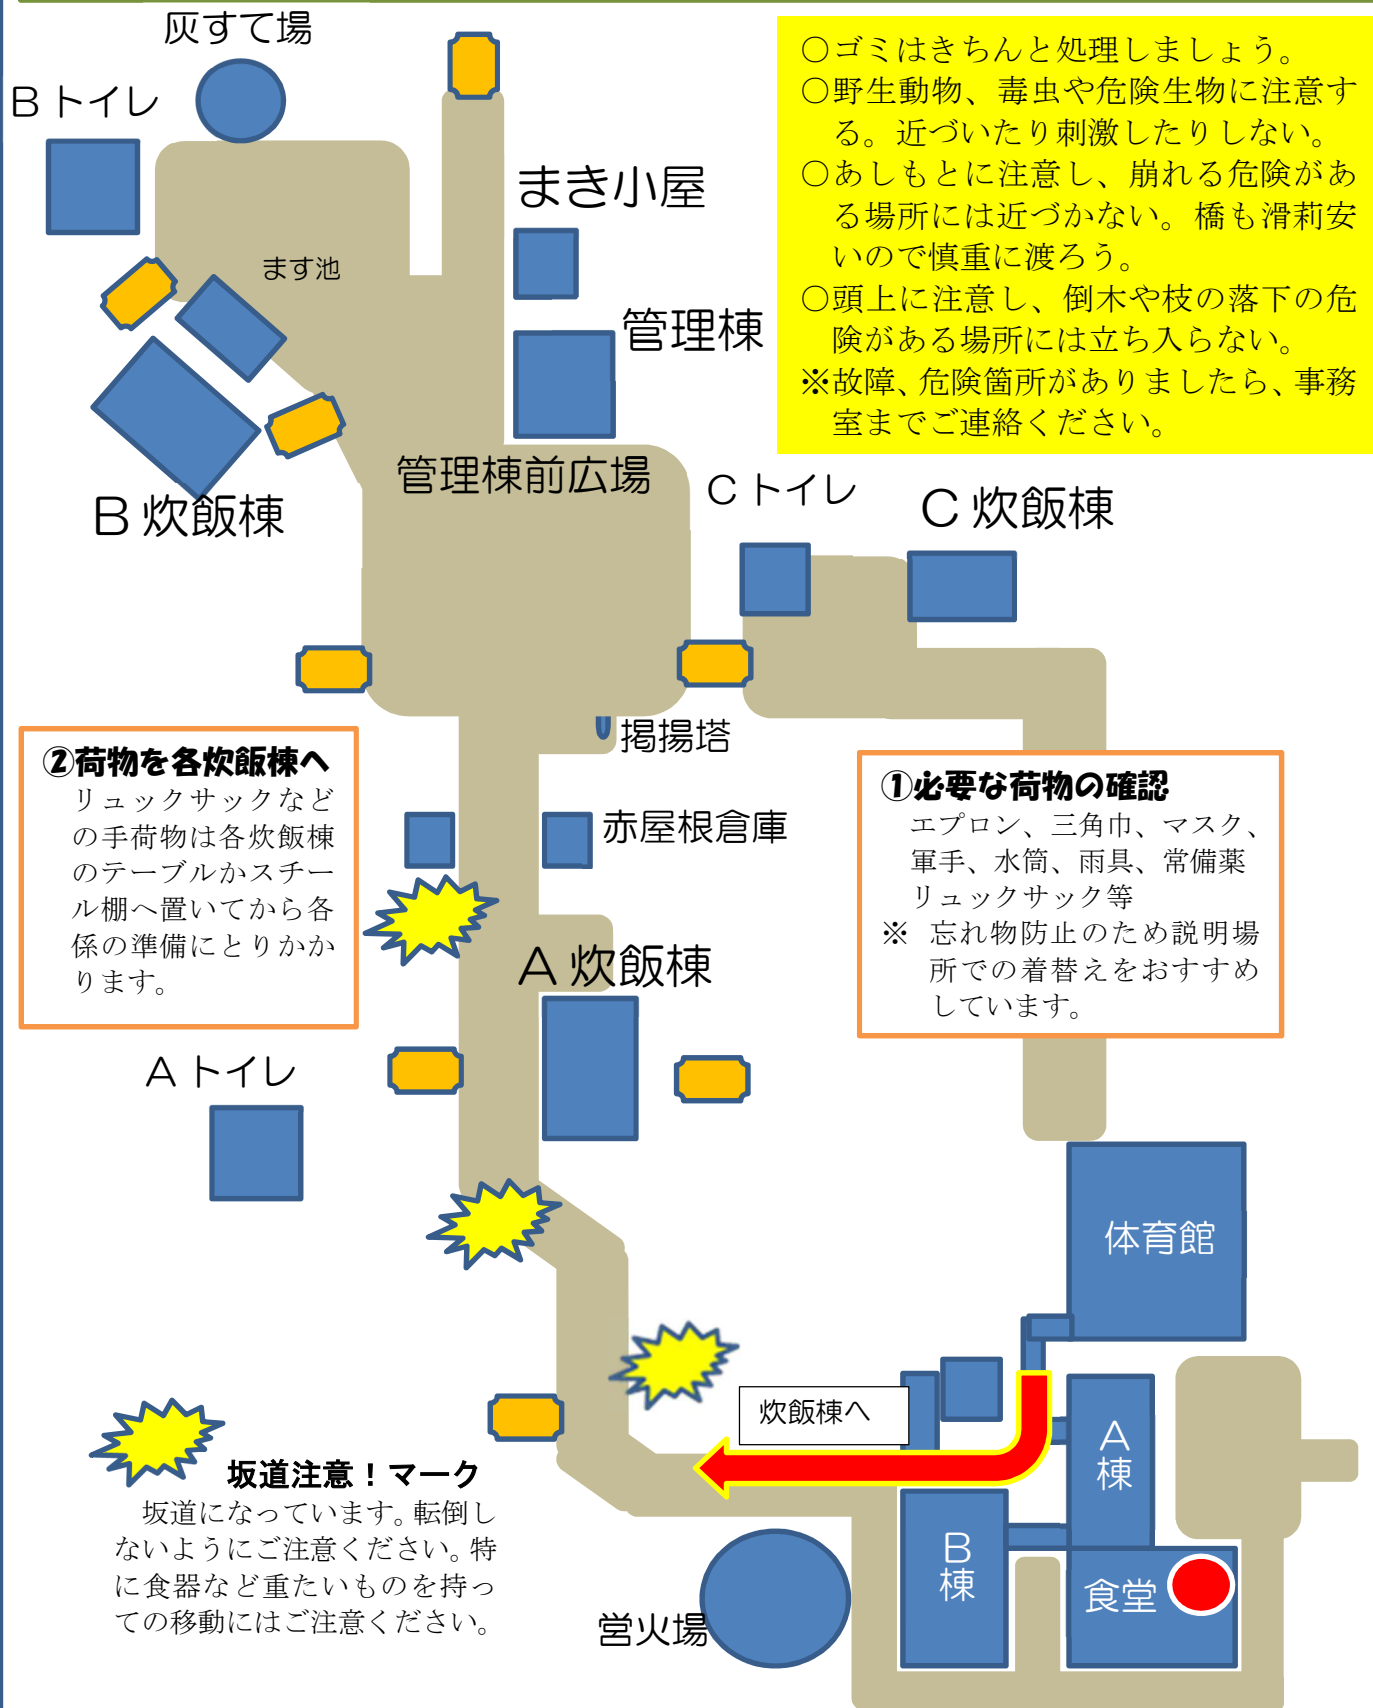 灰すて場
Bトイレ
○ゴミはきちんと処理しましょう。
○野生動物、毒虫や危険生物に注意す
る。近づいたり刺激したりしない。
○あしもとに注意し、崩れる危険があ
る場所には近づかない。橋も滑莉安
いので慎重に渡ろう。
○頭上に注意し、倒木や枝の落下の危
険がある場所には立ち入らない。
※故障、危険箇所がありましたら、事務
室までご連絡ください。
まき小屋
ます池
管理棟
管理棟前広場
B炊飯棟
Cトイレ
C炊飯棟
掲揚塔
②荷物を各炊飯棟へ
リュックサックなど
の手荷物は各炊飯棟
のテーブルかスチー
ル棚へ置いてから各
係の準備にとりかか
ります。
赤屋根倉庫
①必要な荷物の確認
エプロン、三角巾、マスク、
軍手、水筒、雨具、常備薬
リュックサック等
※ 忘れ物防止のため説明場
所での着替えをおすすめ
しています。
A炊飯棟
Aトイレ
体育館
炊飯棟へ
A
棟
坂道注意！マーク
坂道になっています。転倒し
ないようにご注意ください。特
に食器など重たいものを持っ
ての移動にはご注意ください。
B
棟
食堂
営火場